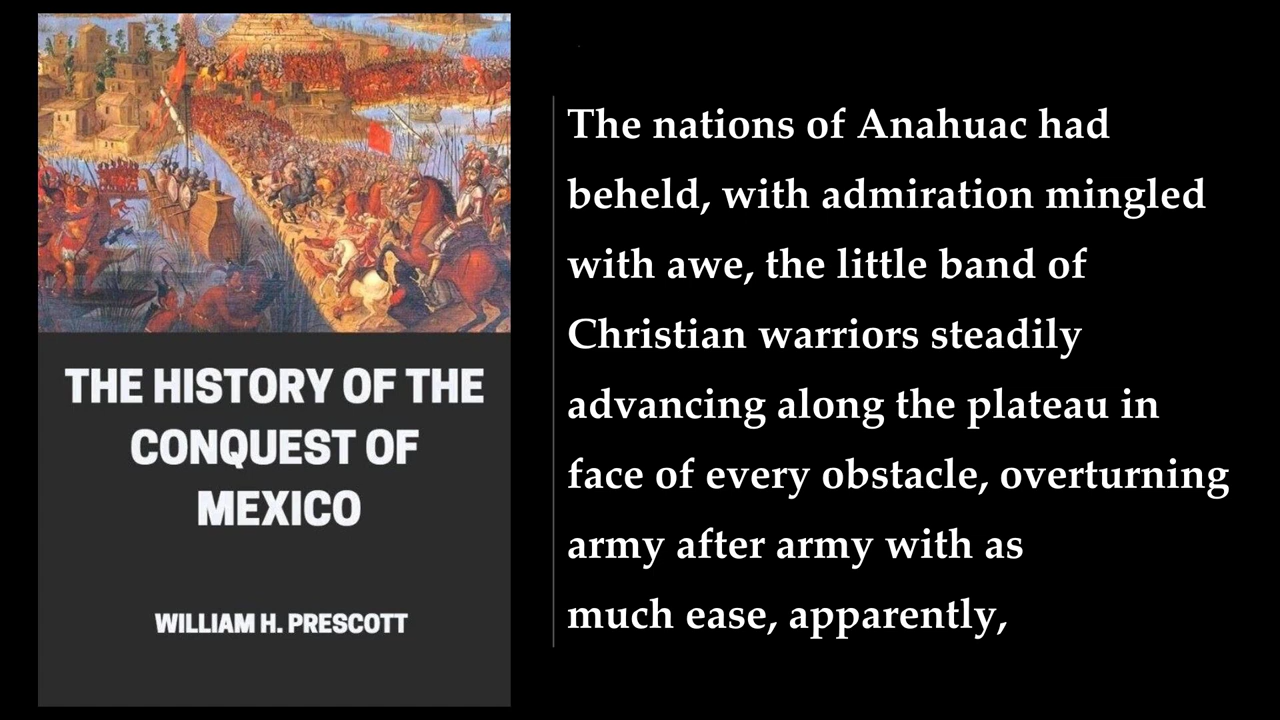 THE HISTORY OF THE
CONQUEST OF
MEXICO
WILLIAM H. PRESCOTT
The nations of Anahuac had
beheld, with admiration mingled
with awe, the little band of
Christian warriors steadily
advancing along the plateau in
face of every obstacle, overturning
army after army with as
much ease, apparently,